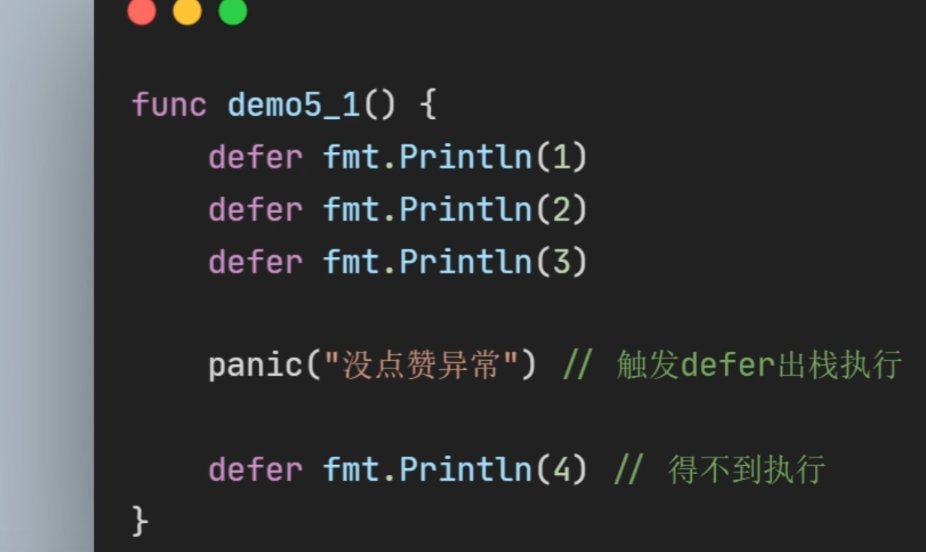 func demo5_1() {
    defer fmt.Println(1)
    defer fmt.Println(2)
    defer fmt.Println(3)
    panic("没点赞异常") // 触发defer出栈执行
    defer fmt.Println(4) // 得不到执行
}